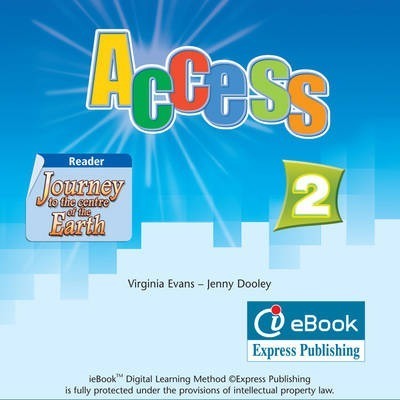 Access
Reader
Journey
to the centre
of the
Earth
2
Virginia Evans – Jenny Dooley
i eBook
Express Publishing
ieBook™ Digital Learning Method ©Express Publishing
is fully protected under the provisions of intellectual property law.